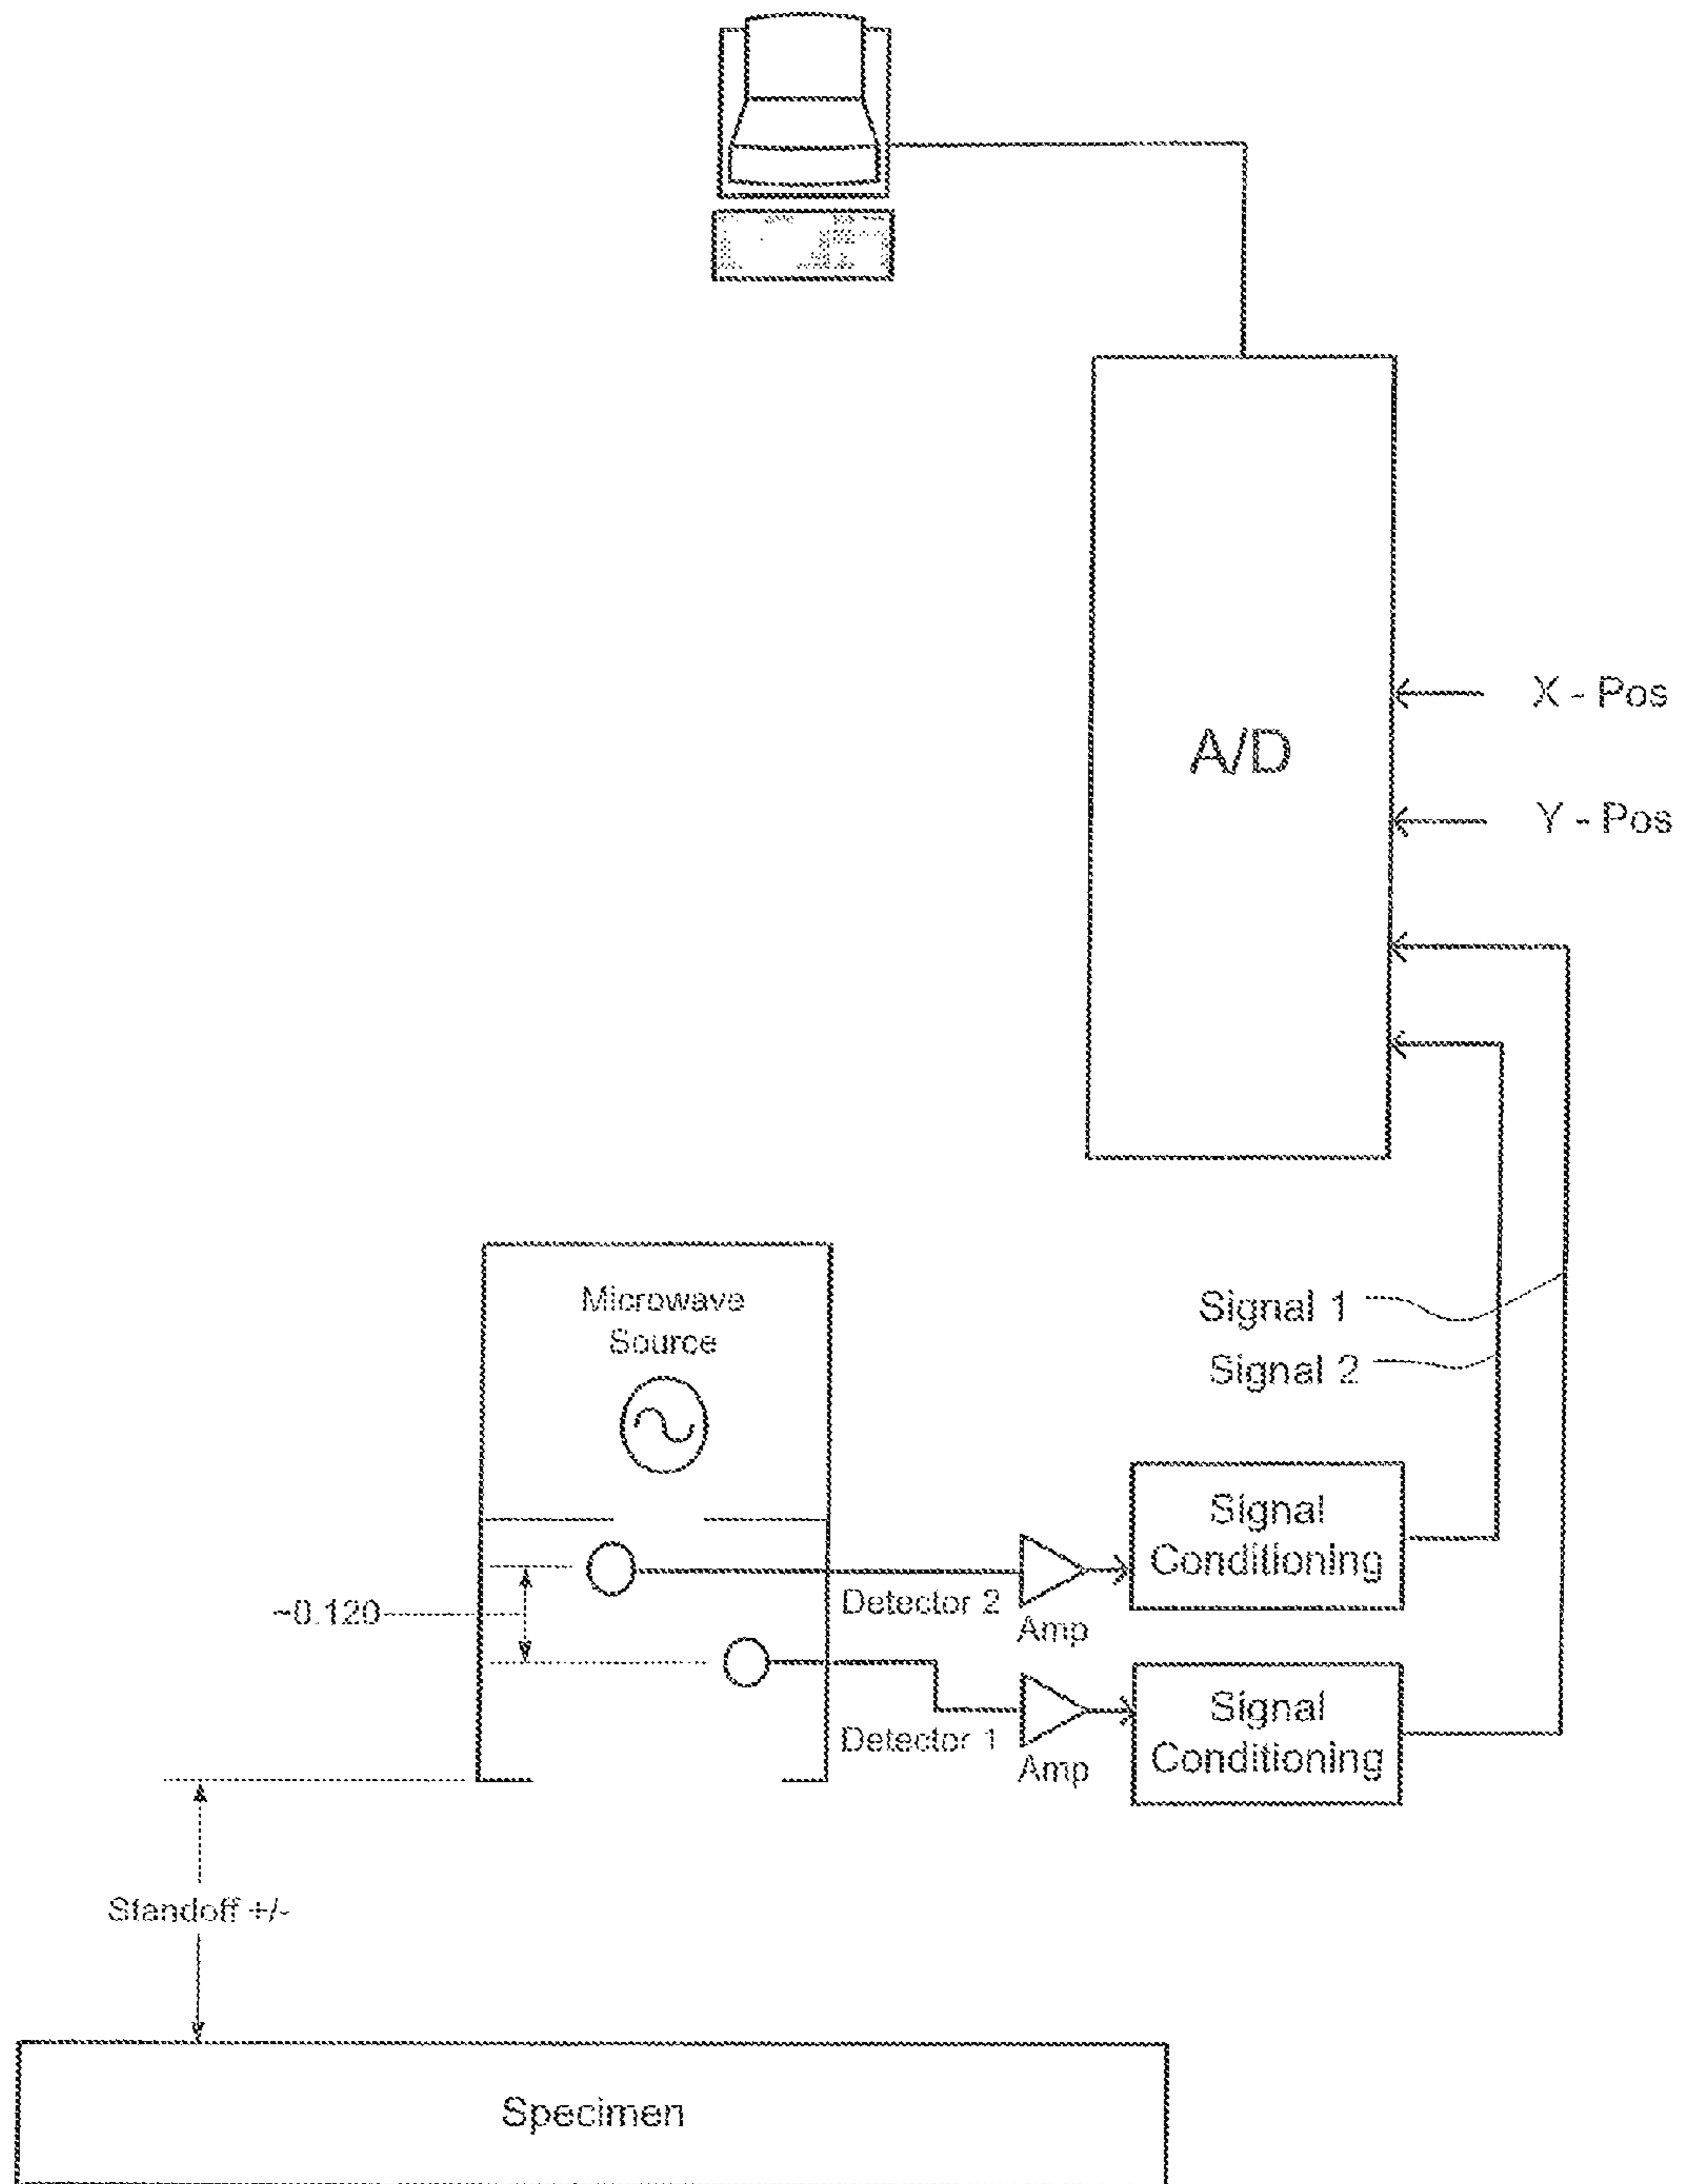 A/D
X - Pos
Y - Pos
Microwave
Source
Signal 1
Signal 2
Signal
Conditioning
~0.120
Detector 2
Amp
Signal
Conditioning
Detector 1
Amp
Standoff +/-
Specimen